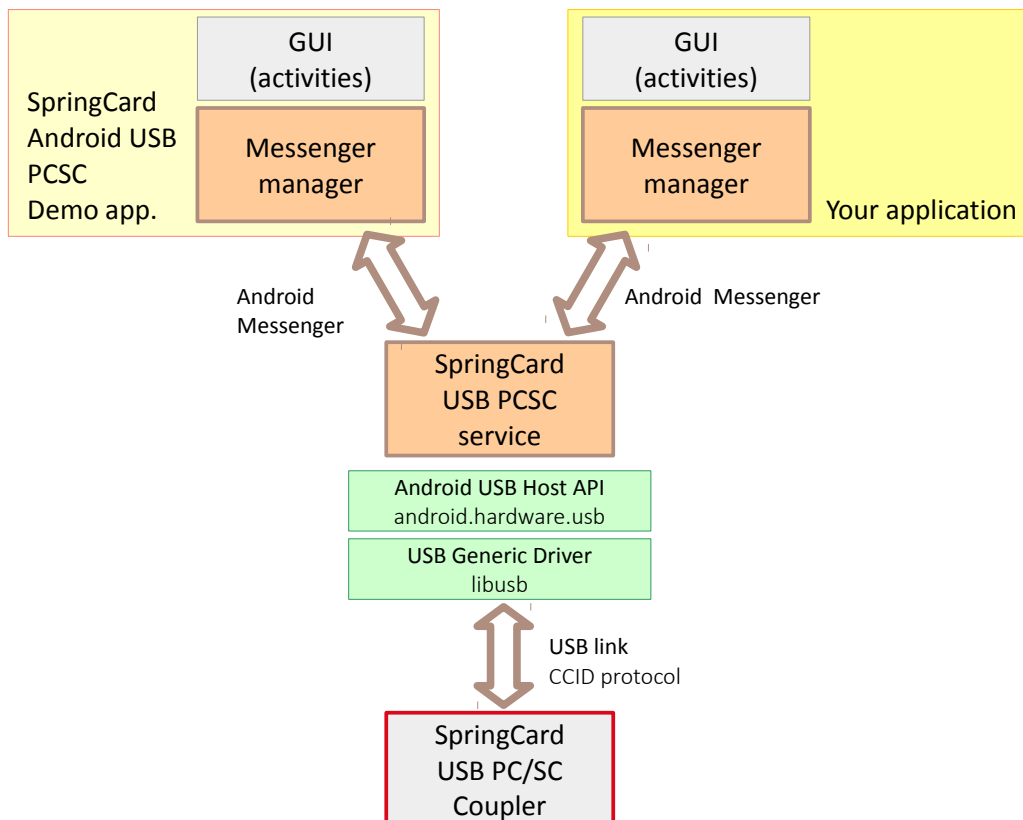 GUI
(activities)
SpringCard
Android USB
PCSC
Demo app.
Messenger
manager
GUI
(activities)
Messenger
manager
Your application
Android
Messenger
Android  Messenger
SpringCard
USB PCSC
service
Android USB Host API
android.hardware.usb
USB Generic Driver
libusb
USB link
CCID protocol
SpringCard
USB PC/SC
Coupler